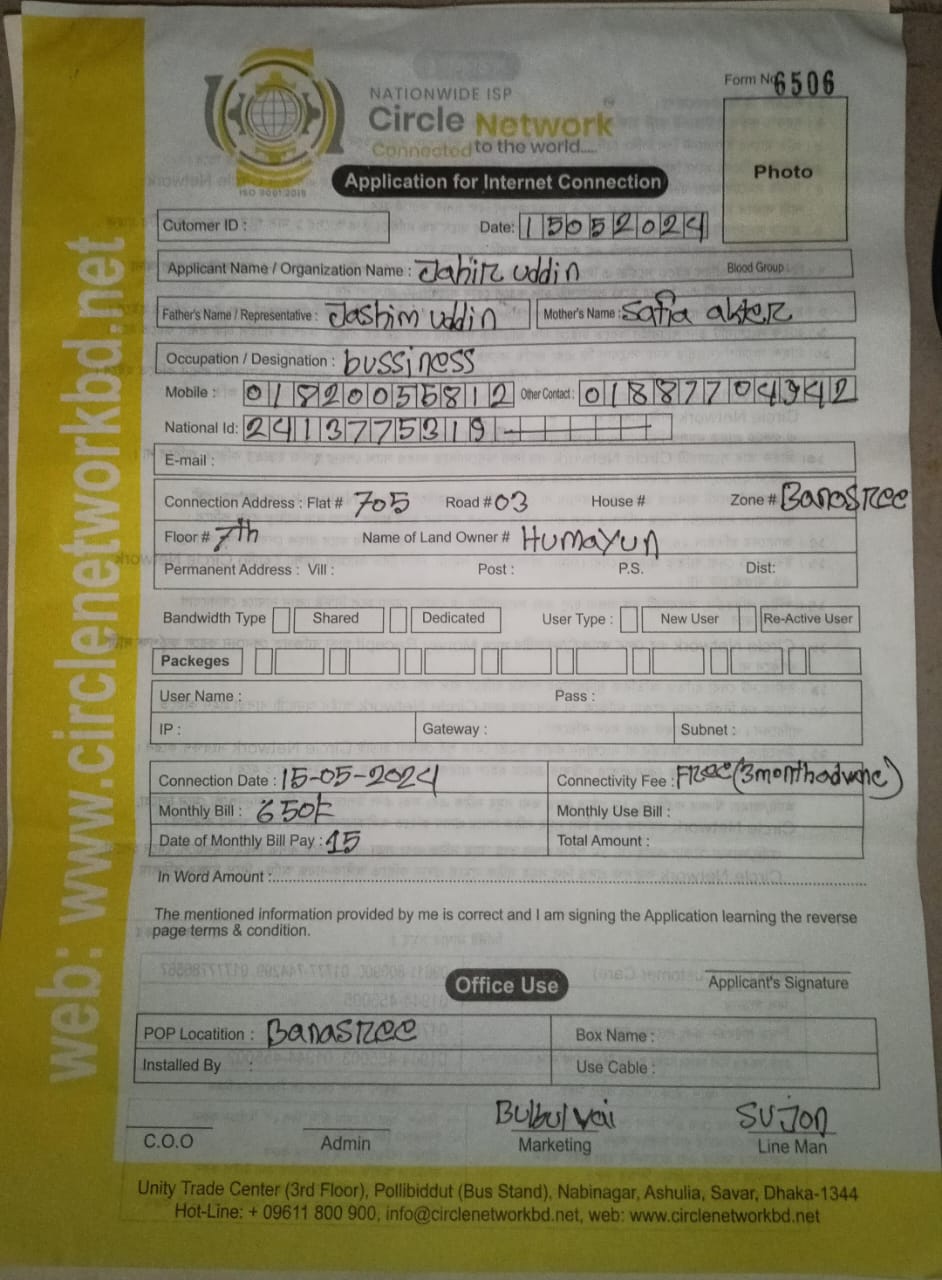 Form No 6506
NATIONWIDE ISP
Circle Network
Connected to the world.....
ISO 9001:2015
Photo
Application for Internet Connection
Cutomer ID :
Date: 15052024
Applicant Name / Organization Name : Jahir uddin Blood Group :
Father's Name / Representative : Jashim uddin Mother's Name : Safia akter
Occupation / Designation : bussiness
Mobile : 01820055812 Other Contact : 01887704342
National Id: 2413775319
E-mail :
Connection Address : Flat # 705 Road # 03 House # Zone # Banasree
Floor # 7th Name of Land Owner # Humayun
Permanent Address : Vill : Post : P.S. Dist:
Bandwidth Type Shared Dedicated User Type : New User Re-Active User
Packeges
User Name : Pass :
IP : Gateway : Subnet :
Connection Date : 15-05-2024 Connectivity Fee : Free (3month advanc)
Monthly Bill : 650k Monthly Use Bill :
Date of Monthly Bill Pay : 15 Total Amount :
In Word Amount :
The mentioned information provided by me is correct and I am signing the Application learning the reverse
page terms & condition.
Office Use
Applicant's Signature
POP Locatition : Banasree Box Name :
Installed By : Use Cable :
Bulbul vai Sujon
C.O.O Admin Marketing Line Man
Unity Trade Center (3rd Floor), Pollibiddut (Bus Stand), Nabinagar, Ashulia, Savar, Dhaka-1344
Hot-Line: + 09611 800 900, info@circlenetworkbd.net, web: www.circlenetworkbd.net
web: www.circlenetworkbd.net